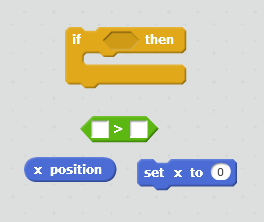 if then
>
x position
set x to 0